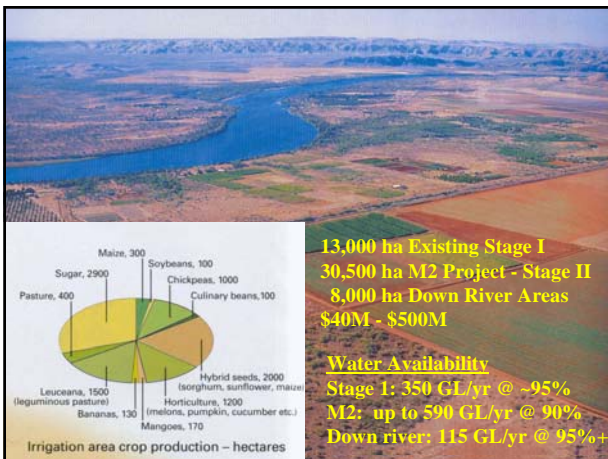 13,000 ha Existing Stage I
30,500 ha M2 Project - Stage II
8,000 ha Down River Areas
$40M - $500M
Water Availability
Stage 1: 350 GL/yr @ ~95%
M2: up to 590 GL/yr @ 90%
Down river: 115 GL/yr @ 95%+
Maize, 300
Soybeans, 100
Sugar, 2900
Chickpeas, 1000
Culinary beans,100
Pasture, 400
Hybrid seeds, 2000
(sorghum, sunflower, maize)
Leuceana, 1500
(leguminous pasture)
Horticulture, 1200
(melons, pumpkin, cucumber etc.)
Bananas, 130
Mangoes, 170
Irrigation area crop production – hectares